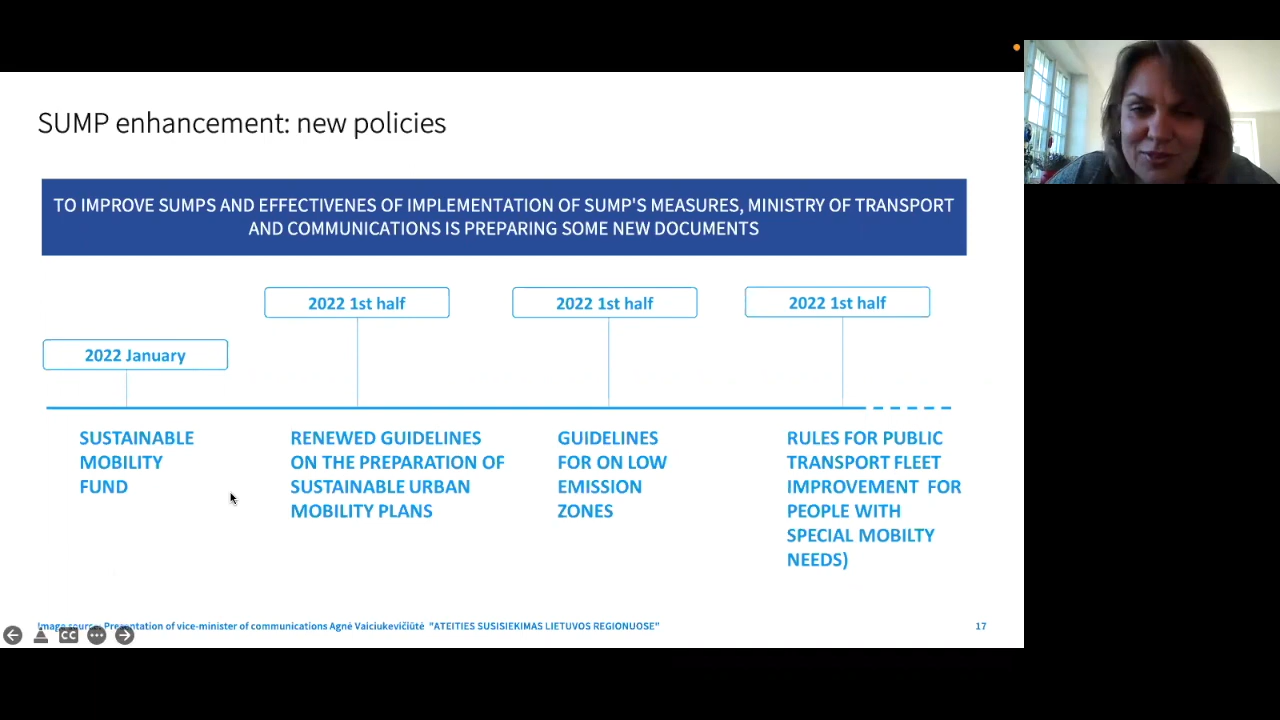 SUMP enhancement: new policies
TO IMPROVE SUMPS AND EFFECTIVENES OF IMPLEMENTATION OF SUMP'S MEASURES, MINISTRY OF TRANSPORT
AND COMMUNICATIONS IS PREPARING SOME NEW DOCUMENTS
2022 January
SUSTAINABLE
MOBILITY
FUND
2022 1st half
RENEWED GUIDELINES
ON THE PREPARATION OF
SUSTAINABLE URBAN
MOBILITY PLANS
2022 1st half
GUIDELINES
FOR ON LOW
EMISSION
ZONES
2022 1st half
RULES FOR PUBLIC
TRANSPORT FLEET
IMPROVEMENT FOR
PEOPLE WITH
SPECIAL MOBILTY
NEEDS)
CC
Image source: Presentation of vice-minister of communications Agnė Vaiciukevičiūtė "ATEITIES SUSISIEKIMAS LIETUVOS REGIONUOSE"
17